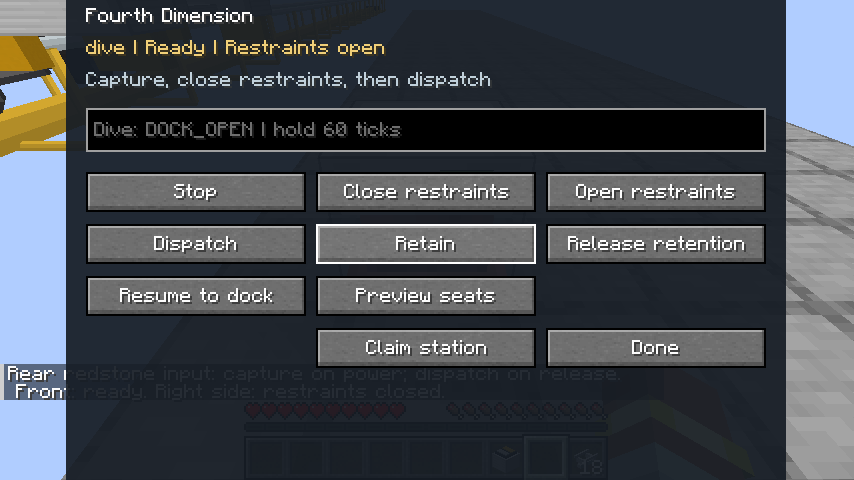 Fourth Dimension
dive | Ready | Restraints open
Capture, close restraints, then dispatch
Dive: DOCK_OPEN | hold 60 ticks
Stop
Close restraints
Open restraints
Dispatch
Retain
Release retention
Resume to dock
Preview seats
Claim station
Done
Rear redstone input: capture on power, dispatch on release.
Front: ready. Right side: restraints closed.
18